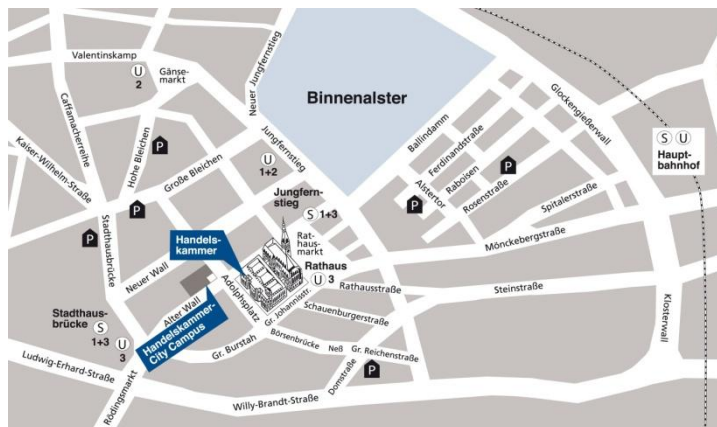 Valentinskamp
U
2
Gänse-
markt
Caffamacherreihe
Kaiser-Wilhelm-Straße
Hohe Bleichen
P
Große Bleichen
P
P
Stadthausbrücke
Neuer Jungfernstieg
Binnenalster
Jungfernstieg
U
1+2
Jungfern-
stieg
S 1+3
Rat-
haus-
markt
Rathaus
U 3
Handels-
kammer
Neuer Wall
Alter Wall
Adolphsplatz
Handelskammer-
City Campus
Stadthaus-
brücke
S
1+3
U
3
Ludwig-Erhard-Straße
Rödingsmarkt
Gr. Burstah
Gr. Johannisstr.
Rathausstraße
Schauenburgerstraße
Börsenbrücke
Neß
Gr. Reichenstraße
Domstraße
P
Willy-Brandt-Straße
Ballindamm
Ferdinandstraße
Alstertor
Raboisen
Rosenstraße
P
P
Glockengießerwall
S U
Haupt-
bahnhof
Spitalerstraße
Mönckebergstraße
Steinstraße
Klosterwall